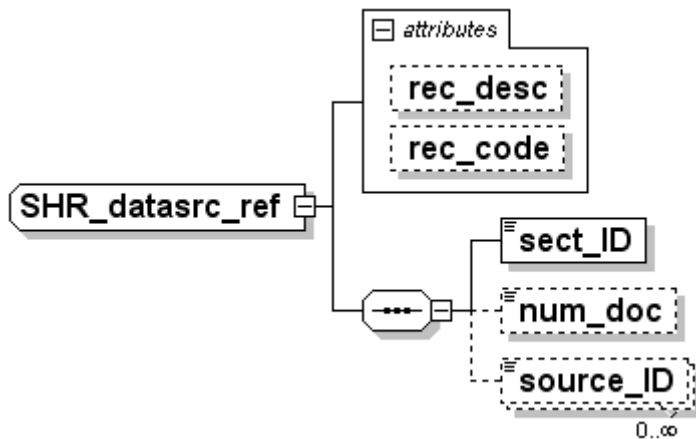 attributes
rec_desc
rec_code
SHR_datasrc_ref
sect_ID
num_doc
source_ID
0..∞